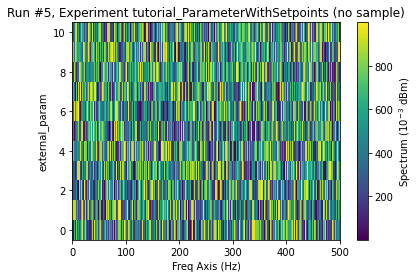 Run #5, Experiment tutorial_ParameterWithSetpoints (no sample)
external_param
10
8
6
4
2
0
0 100 200 300 400 500
Freq Axis (Hz)
800
600
400
200
Spectrum (10⁻³ dBm)